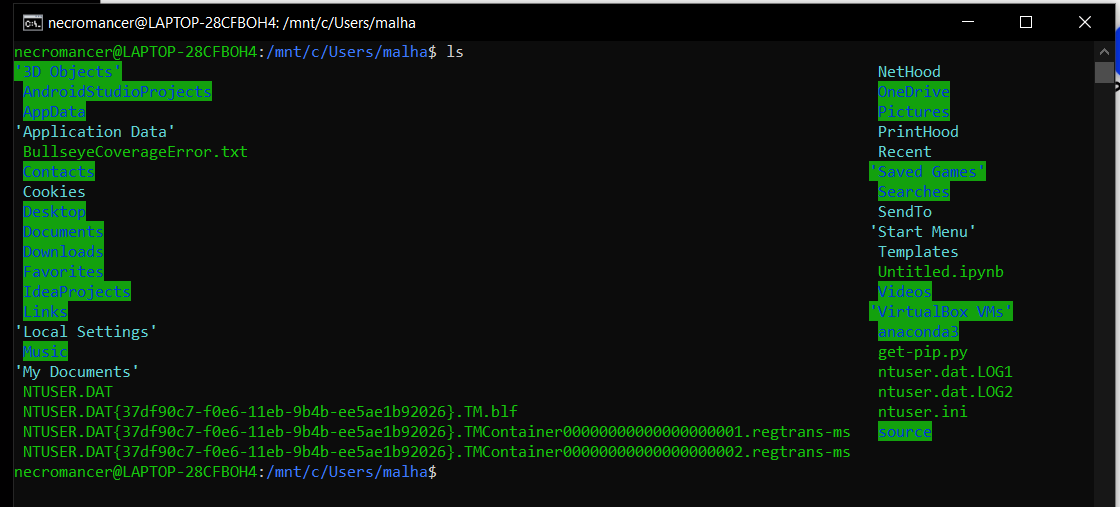 necromancer@LAPTOP-28CFBOH4: /mnt/c/Users/malha
necromancer@LAPTOP-28CFBOH4:/mnt/c/Users/malha$ ls
'3D Objects' NetHood
AndroidStudioProjects OneDrive
AppData Pictures
'Application Data' PrintHood
BullseyeCoverageError.txt Recent
Contacts 'Saved Games'
Cookies Searches
Desktop SendTo
Documents 'Start Menu'
Downloads Templates
Favorites Untitled.ipynb
IdeaProjects Videos
Links 'VirtualBox VMs'
'Local Settings' anaconda3
Music get-pip.py
'My Documents' ntuser.dat.LOG1
NTUSER.DAT ntuser.dat.LOG2
NTUSER.DAT{37df90c7-f0e6-11eb-9b4b-ee5ae1b92026}.TM.blf ntuser.ini
NTUSER.DAT{37df90c7-f0e6-11eb-9b4b-ee5ae1b92026}.TMContainer00000000000000000001.regtrans-ms source
NTUSER.DAT{37df90c7-f0e6-11eb-9b4b-ee5ae1b92026}.TMContainer00000000000000000002.regtrans-ms
necromancer@LAPTOP-28CFBOH4:/mnt/c/Users/malha$